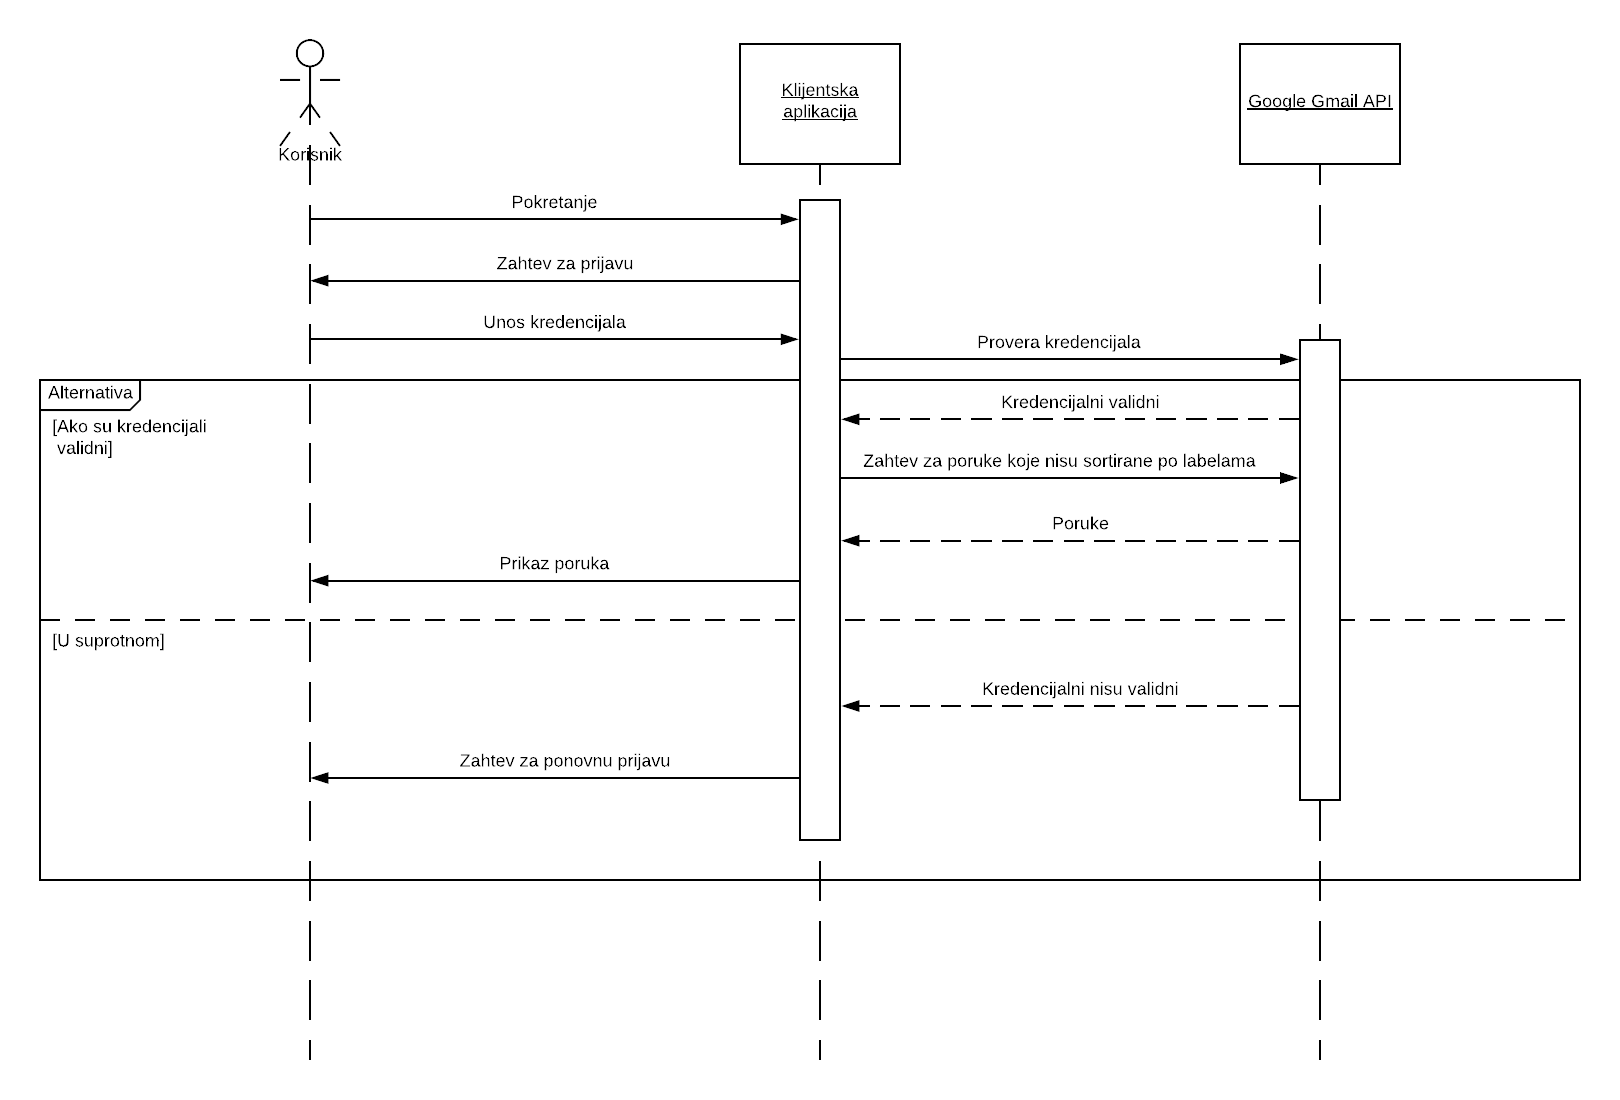 Korisnik
Klijentska
aplikacija
Google Gmail API
Pokretanje
Zahtev za prijavu
Unos kredencijala
Provera kredencijala
Alternativa
[Ako su kredencijali
validni]
Kredencijalni validni
Zahtev za poruke koje nisu sortirane po labelama
Poruke
Prikaz poruka
[U suprotnom]
Kredencijalni nisu validni
Zahtev za ponovnu prijavu